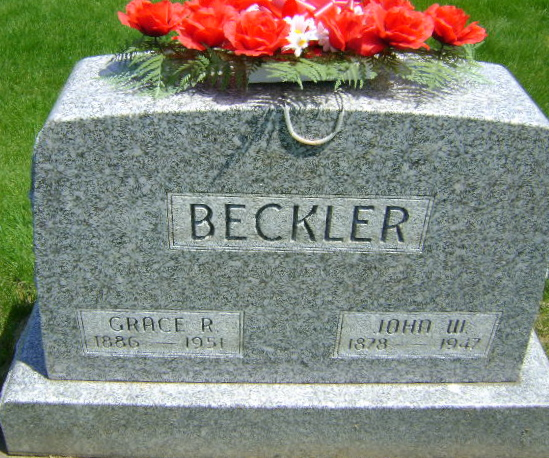 BECKLER
GRACE R.
1886 — 1951
JOHN W.
1878 — 1947